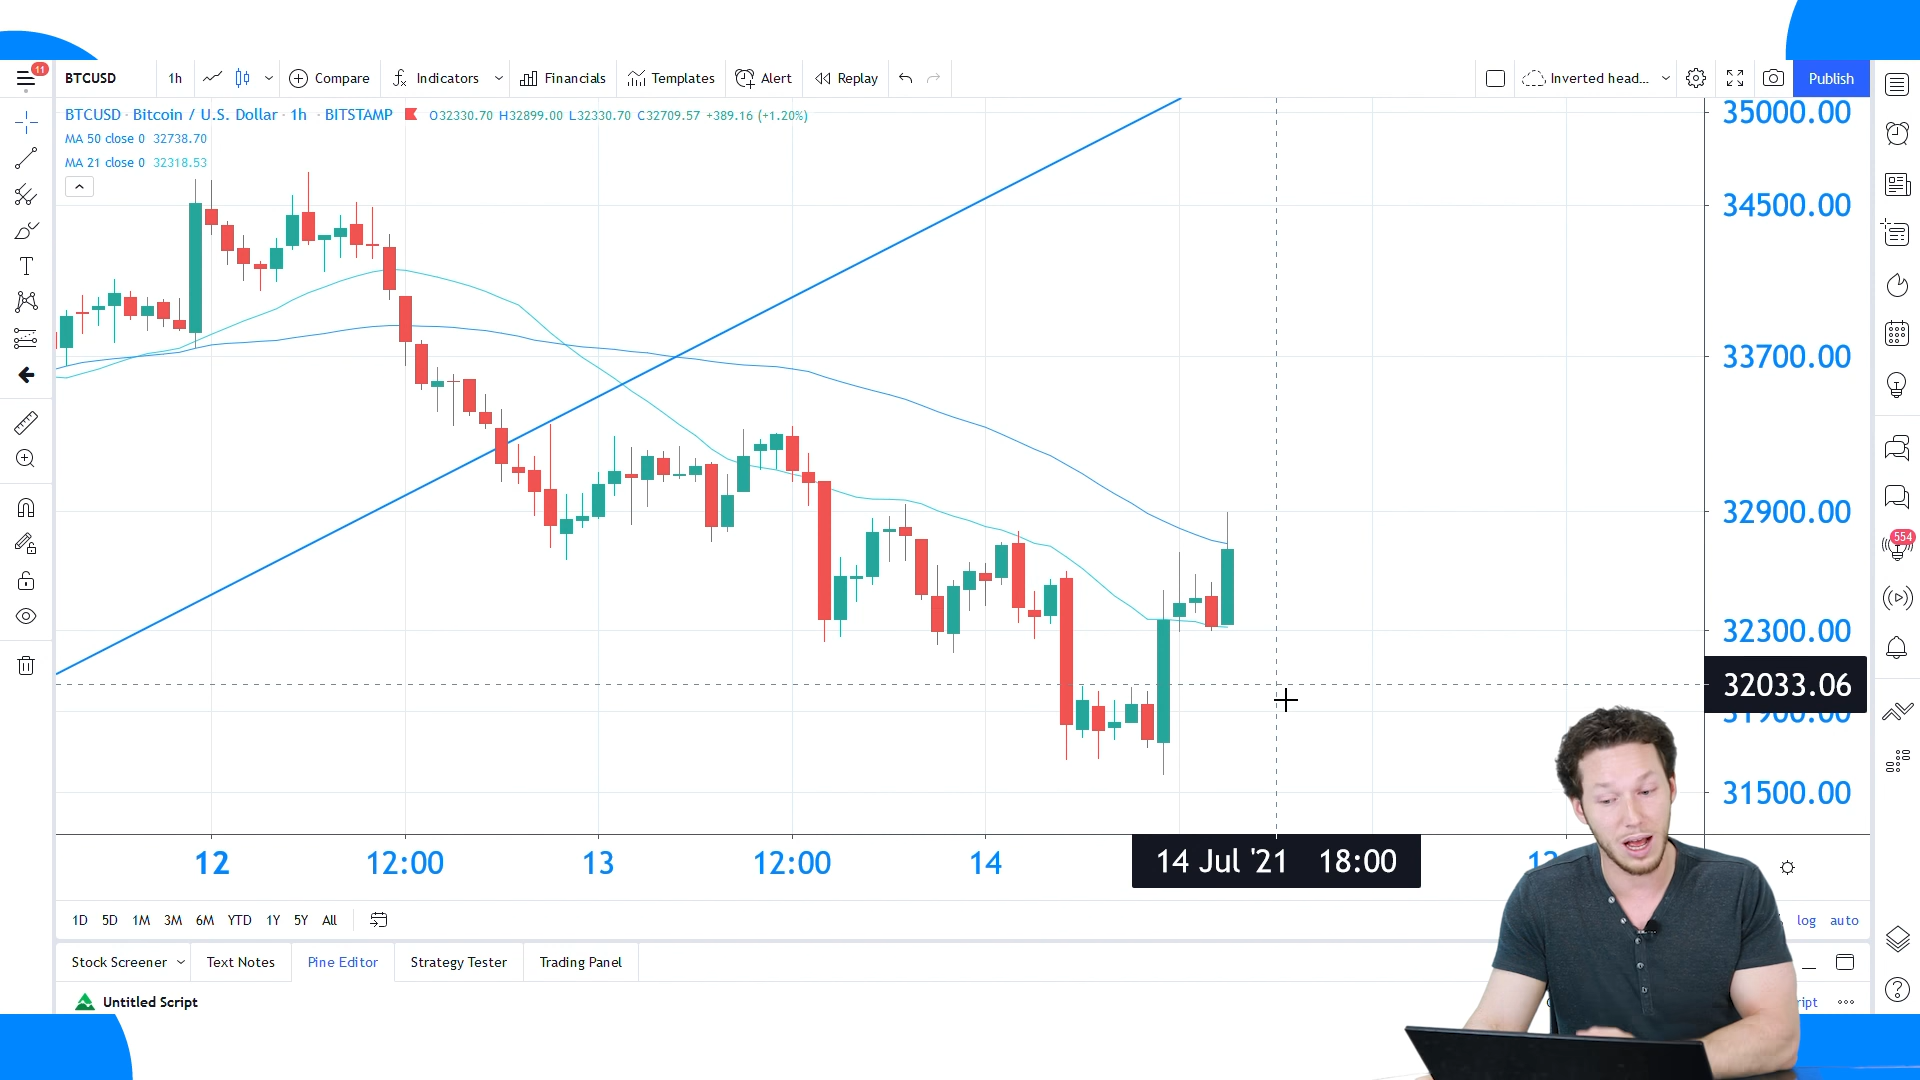 11
BTCUSD 1h Compare Indicators Financials Templates Alert Replay Inverted head... Publish
BTCUSD · Bitcoin / U.S. Dollar · 1h · BITSTAMP O32330.70 H32899.00 L32330.70 C32709.57 +389.16 (+1.20%)
MA 50 close 0 32738.70
MA 21 close 0 32318.53
35000.00
34500.00
33700.00
32900.00
554
32300.00
32033.06
31900.00
31500.00
12 12:00 13 12:00 14 14 Jul '21 18:00
1D 5D 1M 3M 6M YTD 1Y 5Y All log auto
Stock Screener Text Notes Pine Editor Strategy Tester Trading Panel
Untitled Script